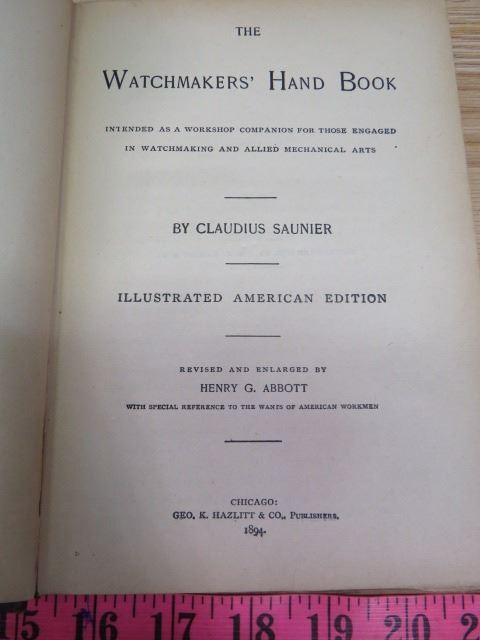 THE
WATCHMAKERS' HAND BOOK
INTENDED AS A WORKSHOP COMPANION FOR THOSE ENGAGED
IN WATCHMAKING AND ALLIED MECHANICAL ARTS
BY CLAUDIUS SAUNIER
ILLUSTRATED AMERICAN EDITION
REVISED AND ENLARGED BY
HENRY G. ABBOTT
WITH SPECIAL REFERENCE TO THE WANTS OF AMERICAN WORKMEN
CHICAGO:
GEO. K. HAZLITT & CO., PUBLISHERS.
1894.
15 16 17 18 19 20 21